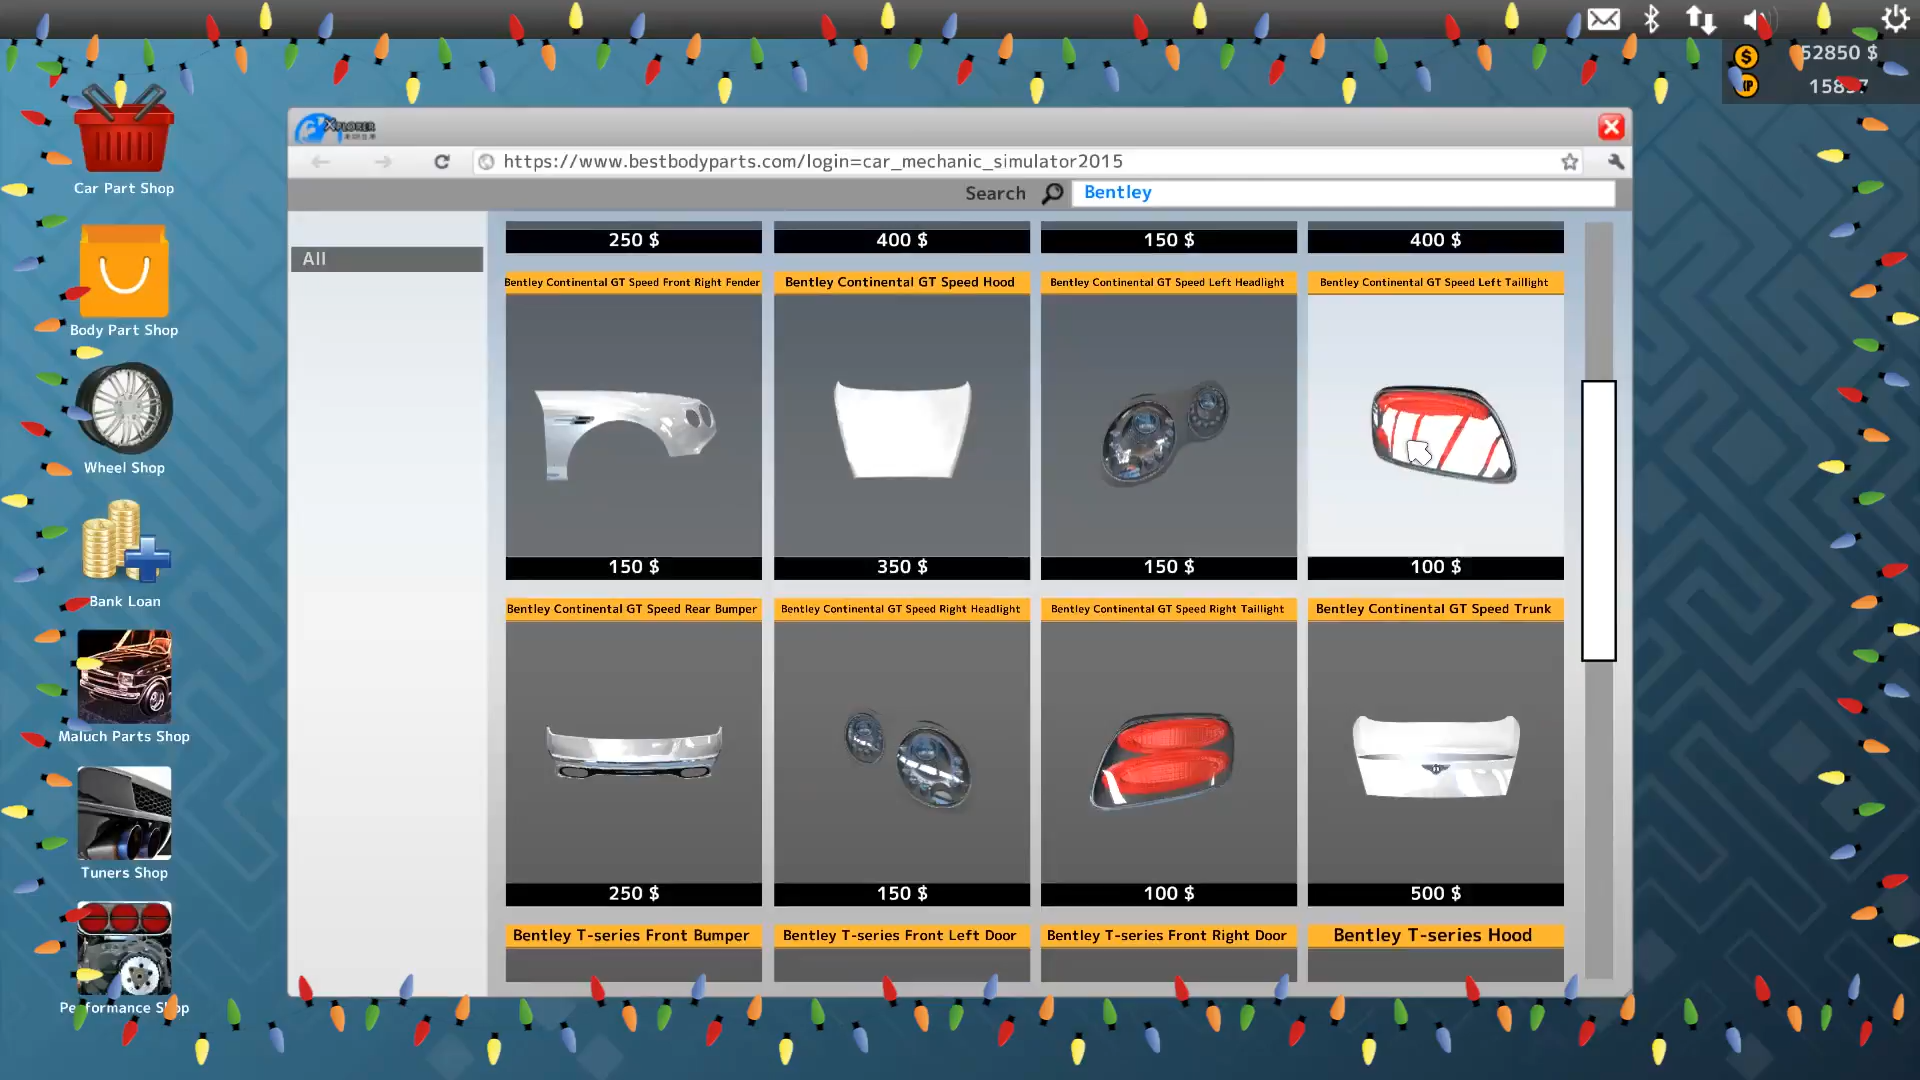 52850 $
Car Part Shop
XPLORER
https://www.bestbodyparts.com/login=car_mechanic_simulator2015
Search
Bentley
All
250 $
400 $
150 $
400 $
Bentley Continental GT Speed Front Right Fender
Bentley Continental GT Speed Hood
Bentley Continental GT Speed Left Headlight
Bentley Continental GT Speed Left Taillight
Body Part Shop
Wheel Shop
150 $
350 $
150 $
100 $
Bank Loan
Bentley Continental GT Speed Rear Bumper
Bentley Continental GT Speed Right Headlight
Bentley Continental GT Speed Right Taillight
Bentley Continental GT Speed Trunk
Maluch Parts Shop
Tuners Shop
250 $
150 $
100 $
500 $
Bentley T-series Front Bumper
Bentley T-series Front Left Door
Bentley T-series Front Right Door
Bentley T-series Hood
Performance Shop